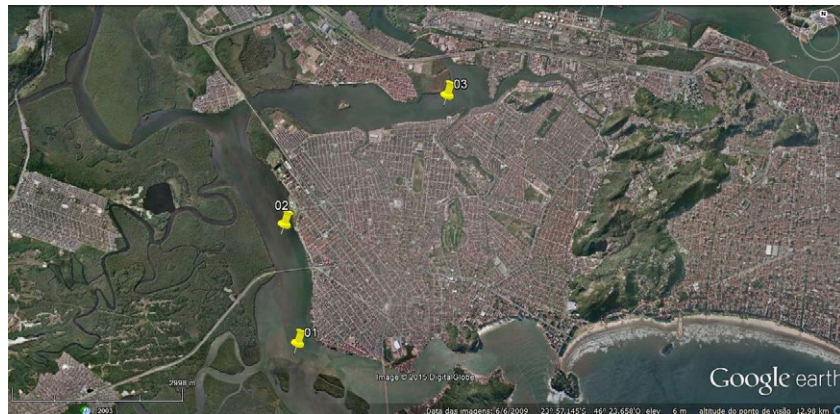 03
02
01
2998 m
Image © 2015 DigitalGlobe
Google earth
2003
Data das imagens: 6/6/2009 23° 57.145'S 46° 23.658'O elev 6 m altitude do ponto de visão 12.98 km